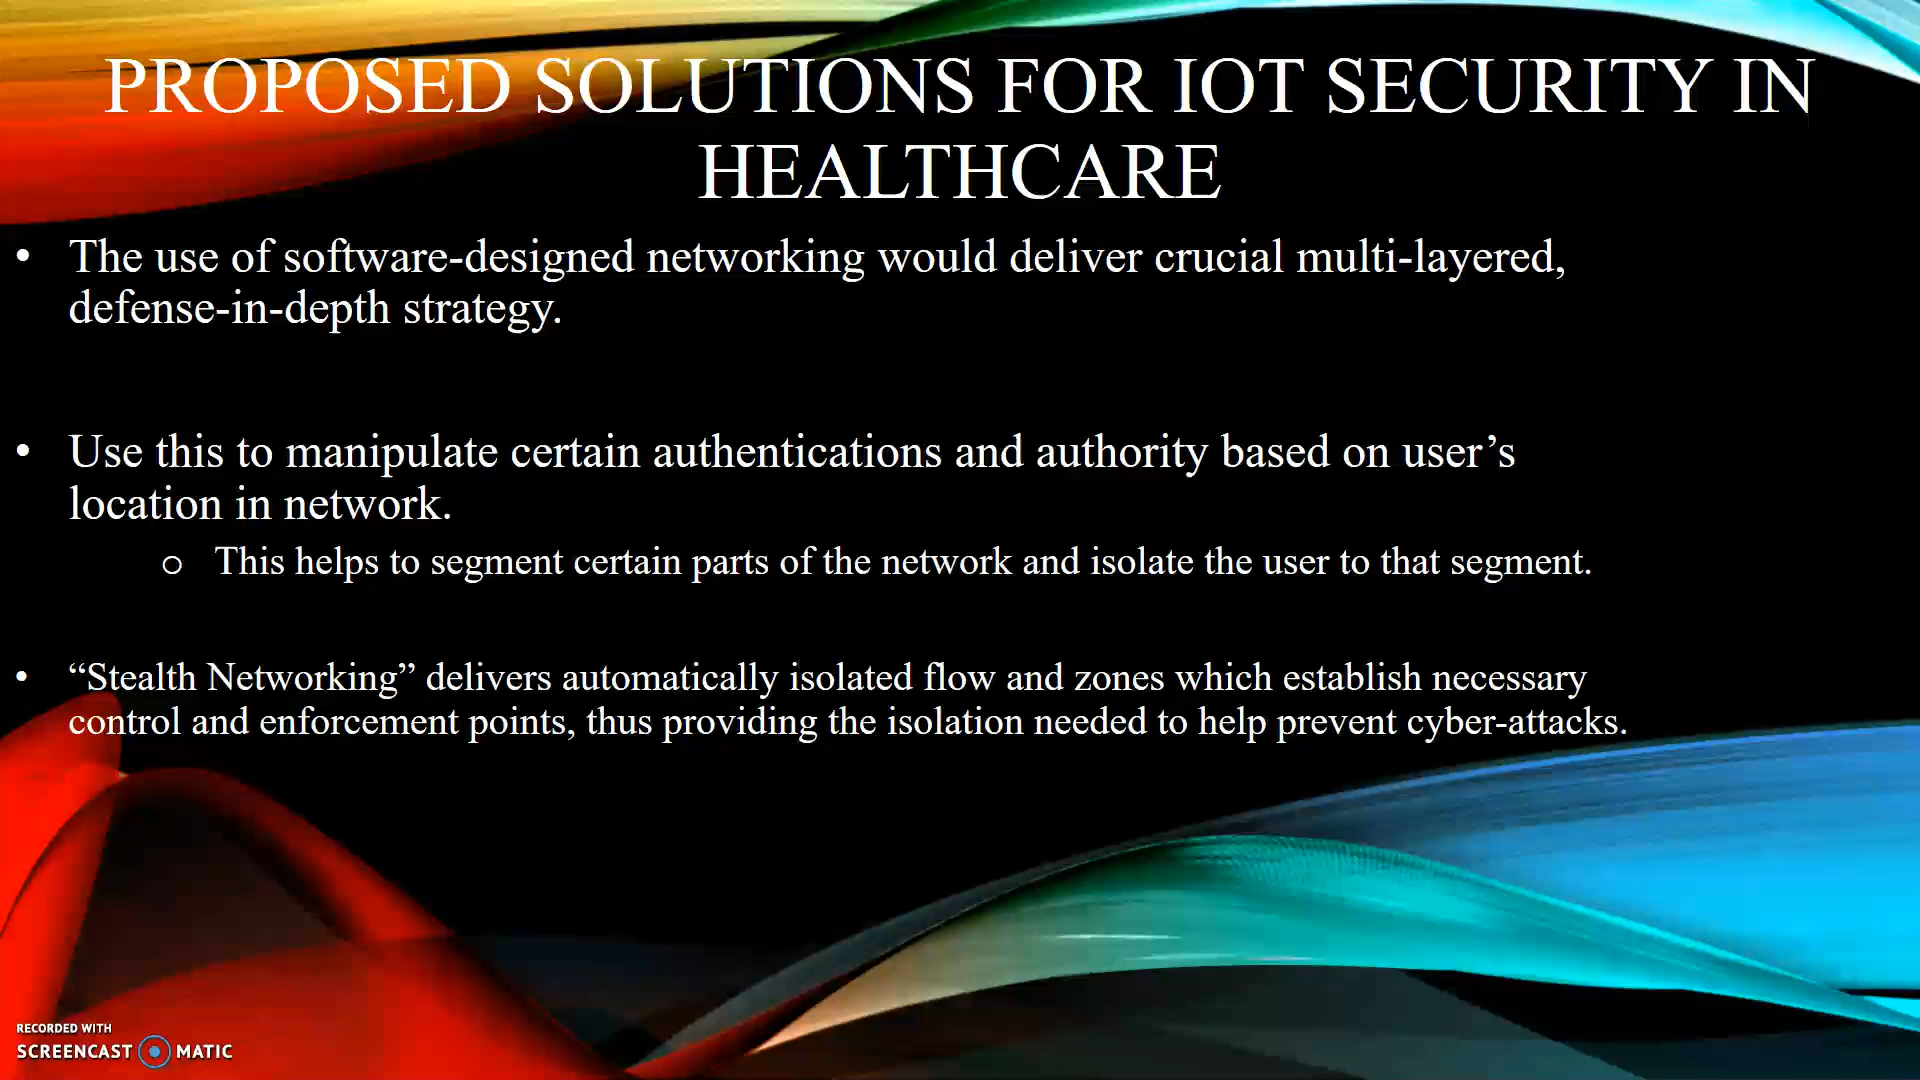 PROPOSED SOLUTIONS FOR IOT SECURITY IN
HEALTHCARE
• The use of software-designed networking would deliver crucial multi-layered,
defense-in-depth strategy.
• Use this to manipulate certain authentications and authority based on user’s
location in network.
o This helps to segment certain parts of the network and isolate the user to that segment.
• “Stealth Networking” delivers automatically isolated flow and zones which establish necessary
control and enforcement points, thus providing the isolation needed to help prevent cyber-attacks.
RECORDED WITH
SCREENCAST MATIC